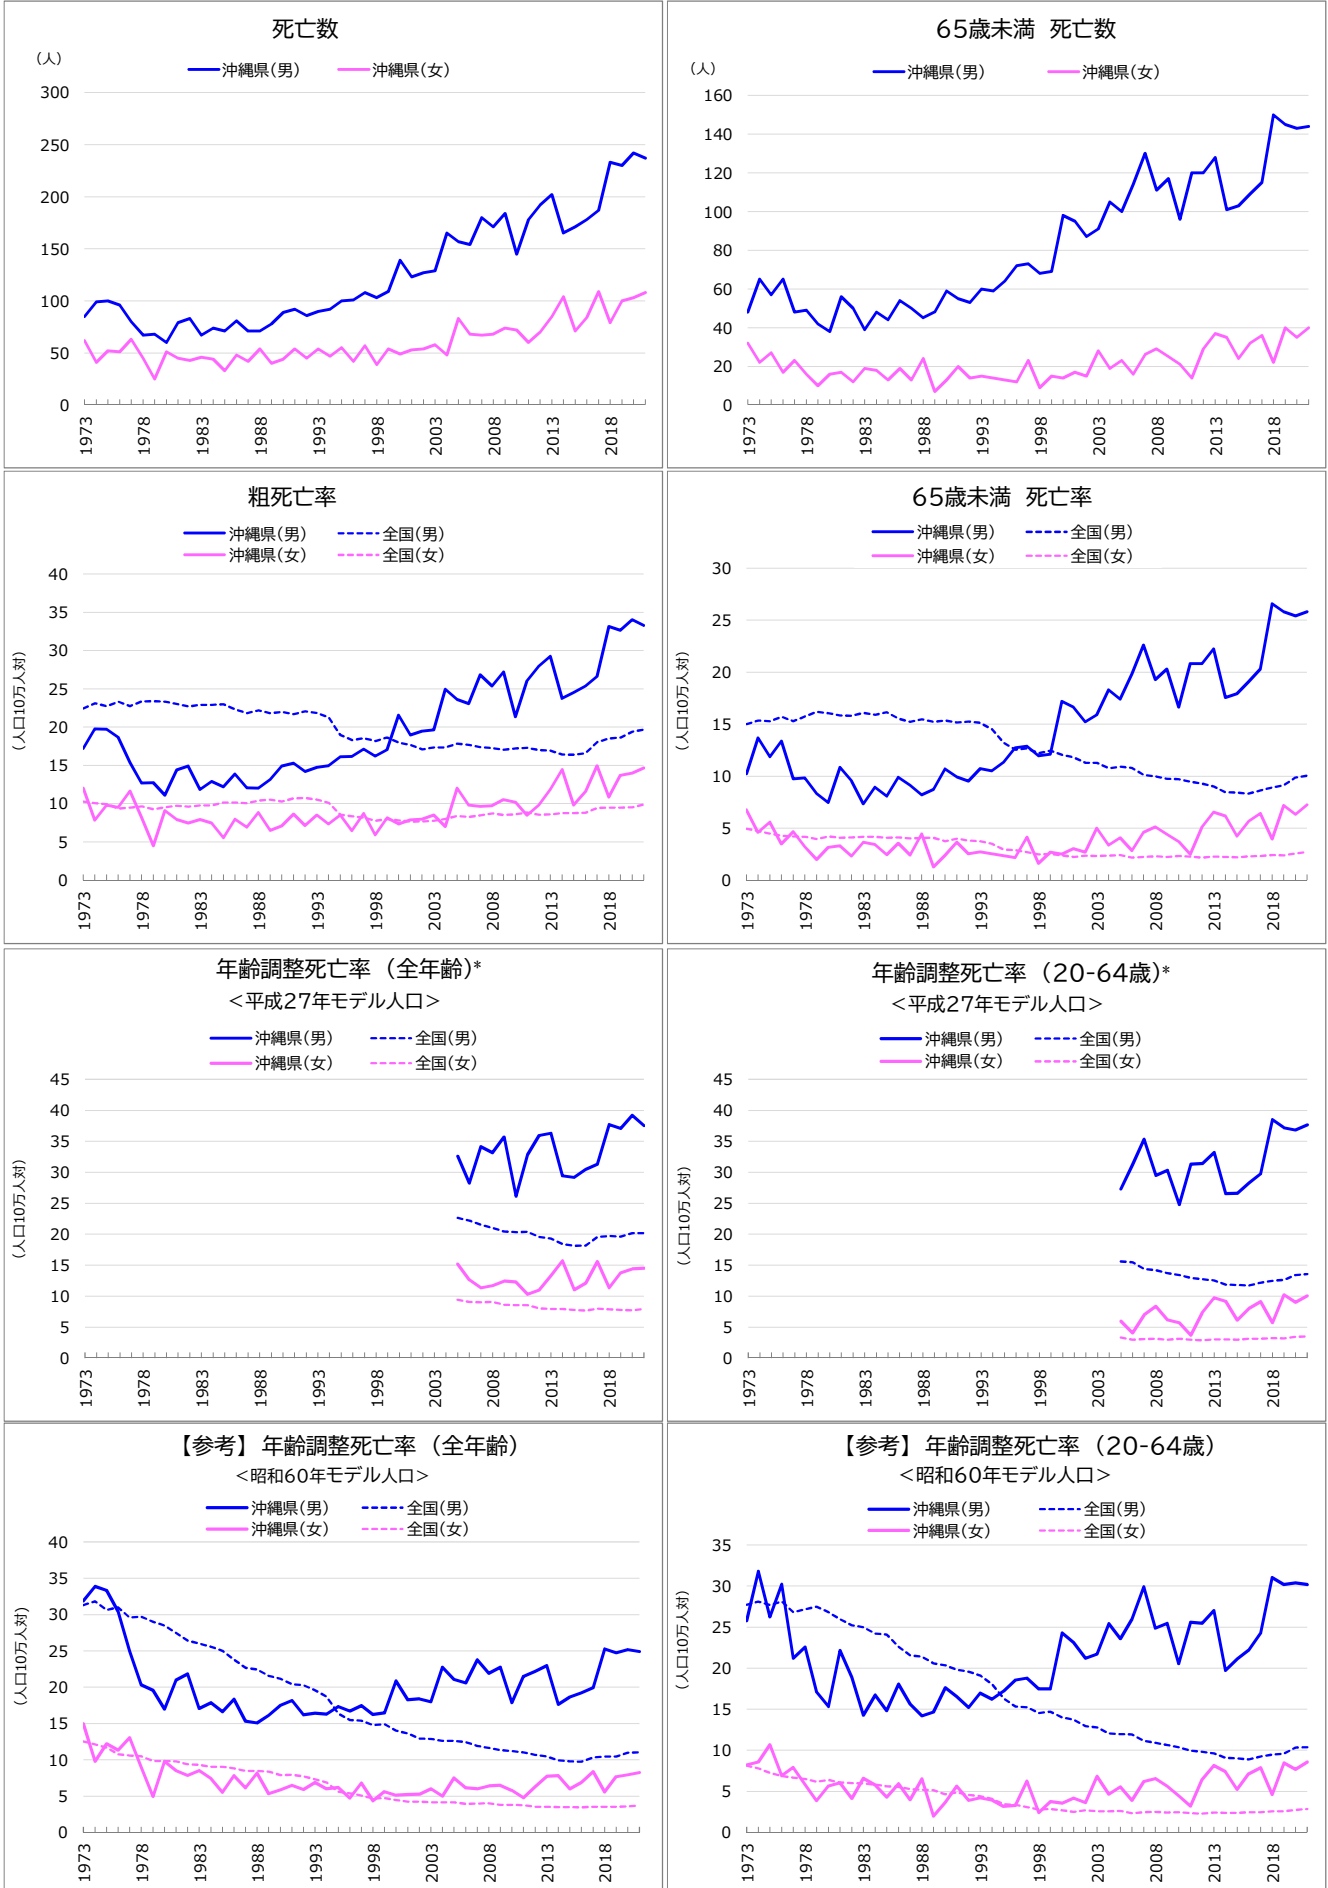 死亡数
(人)
沖縄県(男) 沖縄県(女)
300
250
200
150
100
50
0
1973 1978 1983 1988 1993 1998 2003 2008 2013 2018
65歳未満 死亡数
(人)
沖縄県(男) 沖縄県(女)
160
140
120
100
80
60
40
20
0
1973 1978 1983 1988 1993 1998 2003 2008 2013 2018
粗死亡率
沖縄県(男) 全国(男)
沖縄県(女) 全国(女)
(人口10万人対)
40
35
30
25
20
15
10
5
0
1973 1978 1983 1988 1993 1998 2003 2008 2013 2018
65歳未満 死亡率
沖縄県(男) 全国(男)
沖縄県(女) 全国(女)
(人口10万人対)
30
25
20
15
10
5
0
1973 1978 1983 1988 1993 1998 2003 2008 2013 2018
年齢調整死亡率（全年齢)*
<平成27年モデル人口>
沖縄県(男) 全国(男)
沖縄県(女) 全国(女)
(人口10万人対)
45
40
35
30
25
20
15
10
5
0
1973 1978 1983 1988 1993 1998 2003 2008 2013 2018
年齢調整死亡率（20-64歳)*
<平成27年モデル人口>
沖縄県(男) 全国(男)
沖縄県(女) 全国(女)
(人口10万人対)
45
40
35
30
25
20
15
10
5
0
1973 1978 1983 1988 1993 1998 2003 2008 2013 2018
【参考】年齢調整死亡率（全年齢）
<昭和60年モデル人口>
沖縄県(男) 全国(男)
沖縄県(女) 全国(女)
(人口10万人対)
40
35
30
25
20
15
10
5
0
1973 1978 1983 1988 1993 1998 2003 2008 2013 2018
【参考】年齢調整死亡率（20-64歳）
<昭和60年モデル人口>
沖縄県(男) 全国(男)
沖縄県(女) 全国(女)
(人口10万人対)
35
30
25
20
15
10
5
0
1973 1978 1983 1988 1993 1998 2003 2008 2013 2018